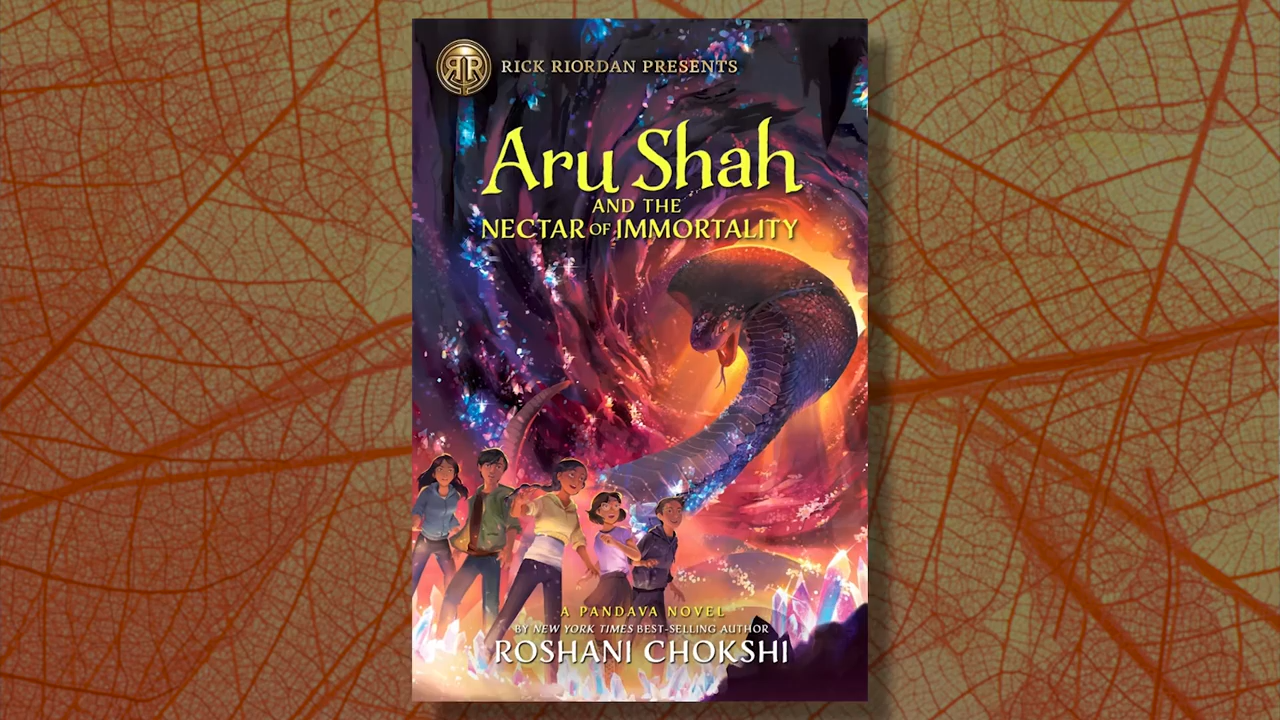 RR
RICK RIORDAN PRESENTS
Aru Shah
AND THE
NECTAR OF IMMORTALITY
A PANDAVA NOVEL
BY NEW YORK TIMES BEST-SELLING AUTHOR
ROSHANI CHOKSHI